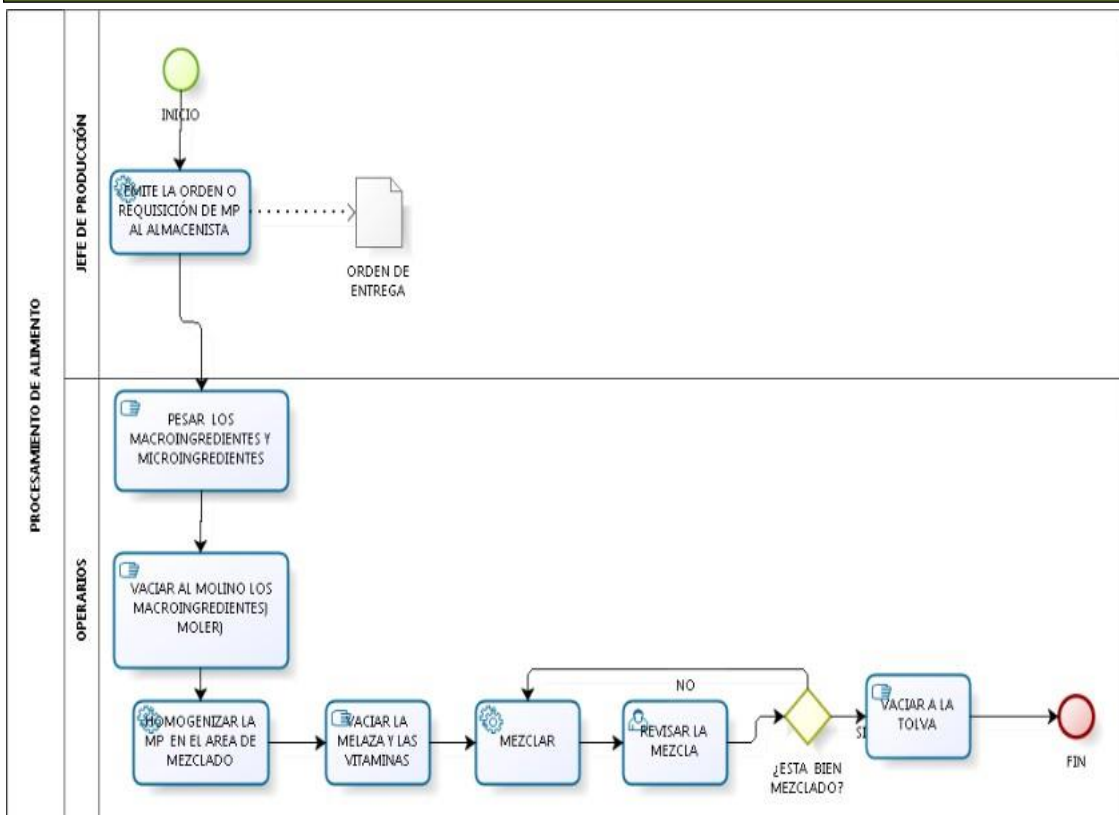 PROCESAMIENTO DE ALIMENTO
JEFE DE PRODUCCIÓN
INICIO
EMITE LA ORDEN O
REQUISICIÓN DE MP
AL ALMACENISTA
ORDEN DE
ENTREGA
OPERARIOS
PESAR LOS
MACROINGREDIENTES Y
MICROINGREDIENTES
VACIAR AL MOLINO LOS
MACROINGREDIENTES)
MOLER)
HOMOGENIZAR LA
MP EN EL AREA DE
MEZCLADO
VACIAR LA
MELAZA Y LAS
VITAMINAS
MEZCLAR
REVISAR LA
MEZCLA
NO
¿ESTA BIEN
MEZCLADO?
SI
VACIAR A LA
TOLVA
FIN